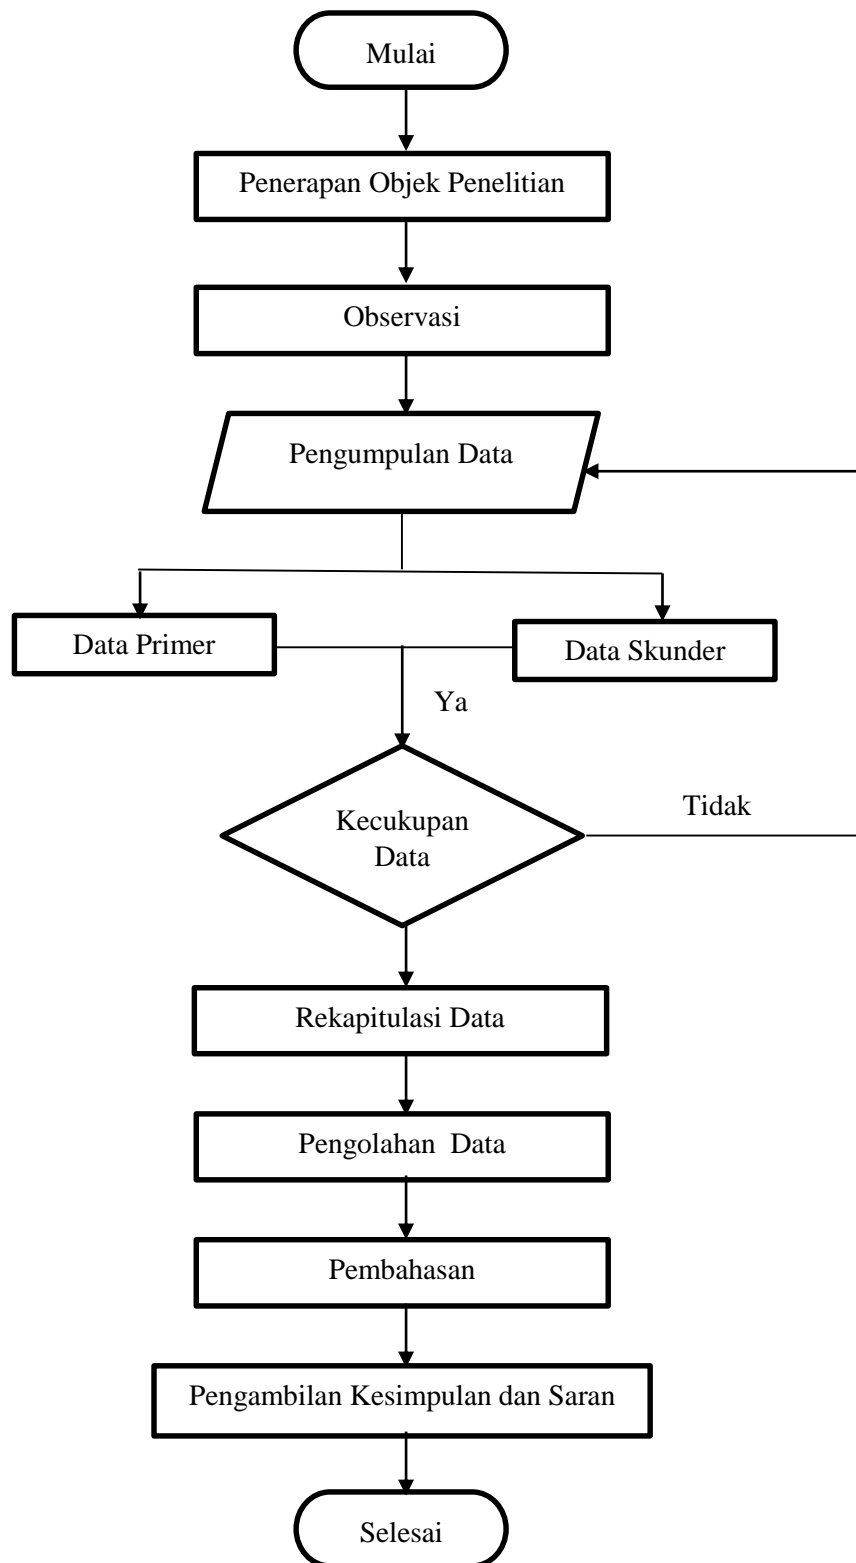 Mulai
Penerapan Objek Penelitian
Observasi
Pengumpulan Data
Data Primer
Data Skunder
Ya
Kecukupan
Data
Tidak
Rekapitulasi Data
Pengolahan  Data
Pembahasan
Pengambilan Kesimpulan dan Saran
Selesai